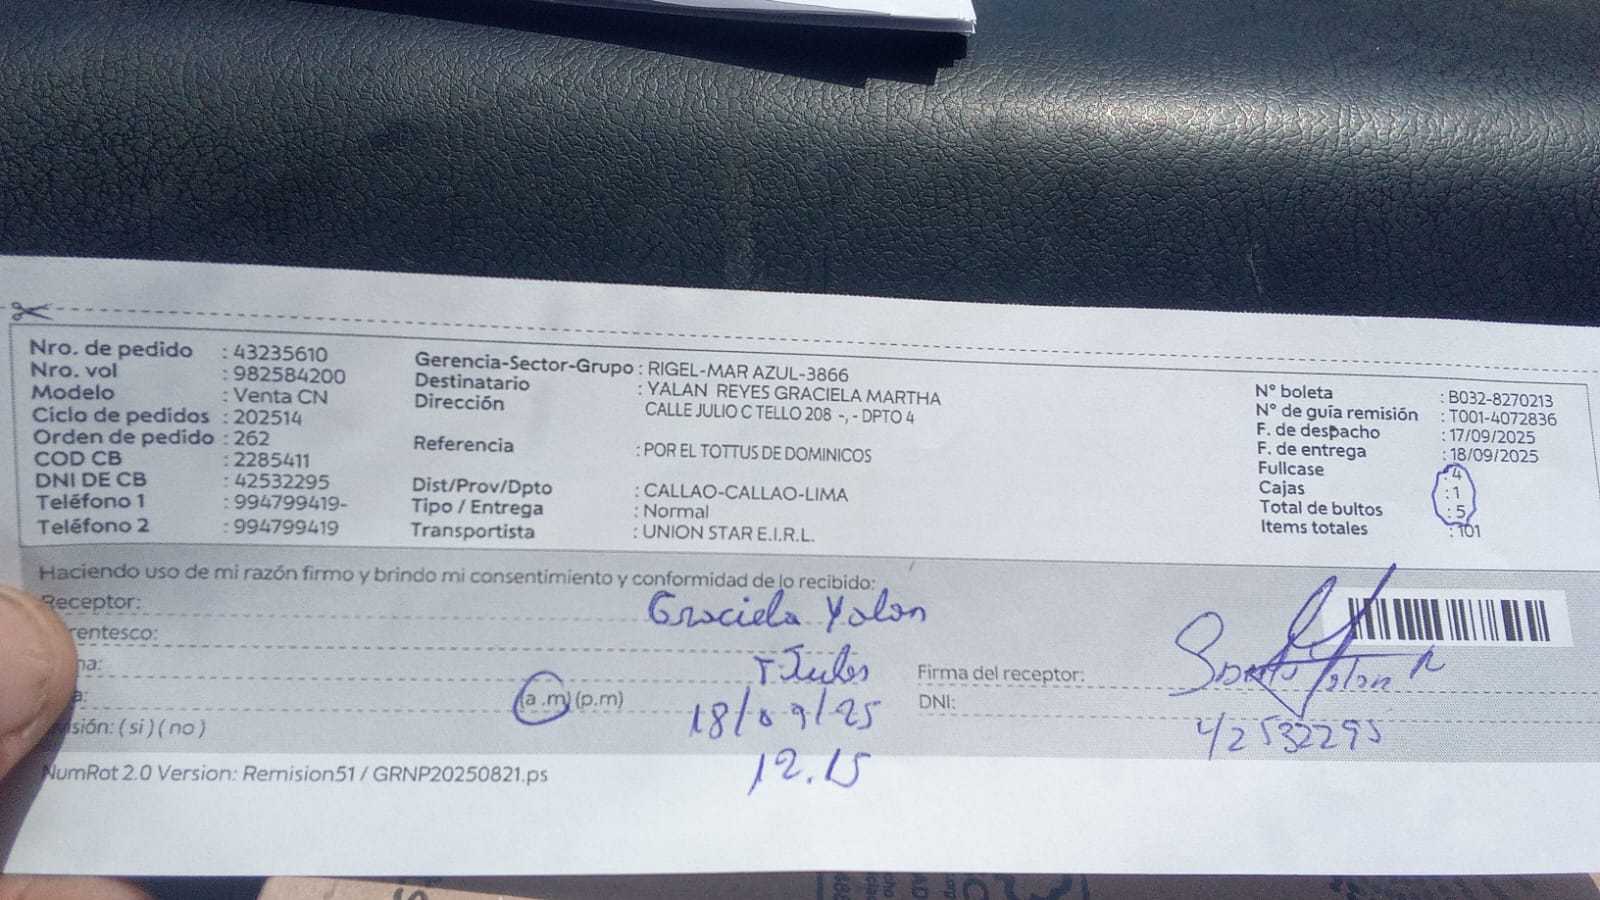 Nro. de pedido : 43235610
Nro. vol : 982584200
Modelo : Venta CN
Ciclo de pedidos : 202514
Orden de pedido : 262
COD CB : 2285411
DNI DE CB : 42532295
Teléfono 1 : 994799419-
Teléfono 2 : 994799419
Gerencia-Sector-Grupo : RIGEL-MAR AZUL-3866
Destinatario : YALAN REYES GRACIELA MARTHA
Dirección CALLE JULIO C TELLO 208 -, - DPTO 4
Referencia : POR EL TOTTUS DE DOMINICOS
Dist/Prov/Dpto : CALLAO-CALLAO-LIMA
Tipo / Entrega : Normal
Transportista : UNION STAR E.I.R.L.
N° boleta : B032-8270213
N° de guía remisión : T001-4072836
F. de despacho : 17/09/2025
F. de entrega : 18/09/2025
Fullcase : 4
Cajas : 1
Total de bultos : 5
Items totales : 101
Haciendo uso de mi razón firmo y brindo mi consentimiento y conformidad de lo recibido:
Receptor: Graciela Yalan
rentesco:
(a .m) (p.m) 18/09/25
sión: ( si ) ( no ) 12.15
Firma del receptor:
DNI: 42532295
NumRot 2.0 Version: Remision51 / GRNP20250821.ps